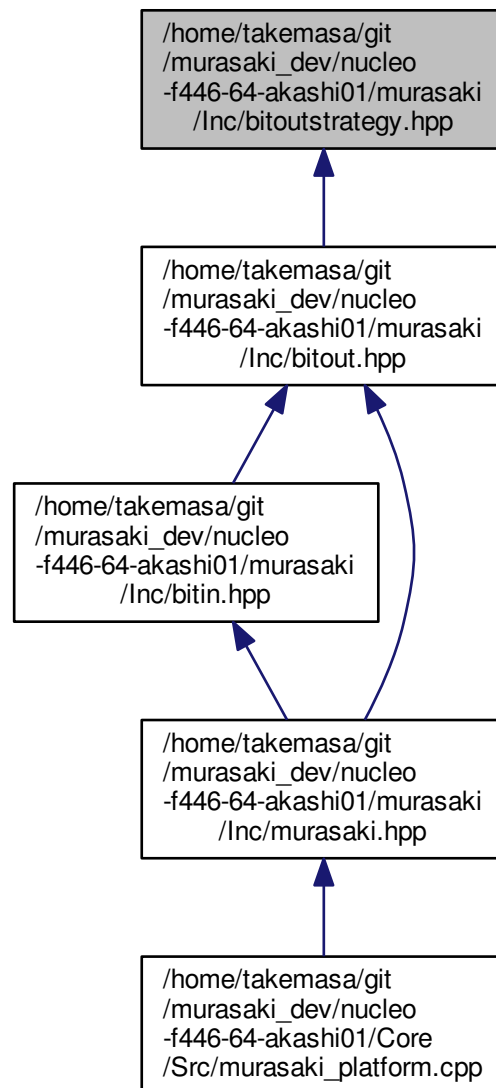 /home/takemasa/git
/murasaki_dev/nucleo
-f446-64-akashi01/murasaki
/Inc/bitoutstrategy.hpp
/home/takemasa/git
/murasaki_dev/nucleo
-f446-64-akashi01/murasaki
/Inc/bitout.hpp
/home/takemasa/git
/murasaki_dev/nucleo
-f446-64-akashi01/murasaki
/Inc/bitin.hpp
/home/takemasa/git
/murasaki_dev/nucleo
-f446-64-akashi01/murasaki
/Inc/murasaki.hpp
/home/takemasa/git
/murasaki_dev/nucleo
-f446-64-akashi01/Core
/Src/murasaki_platform.cpp